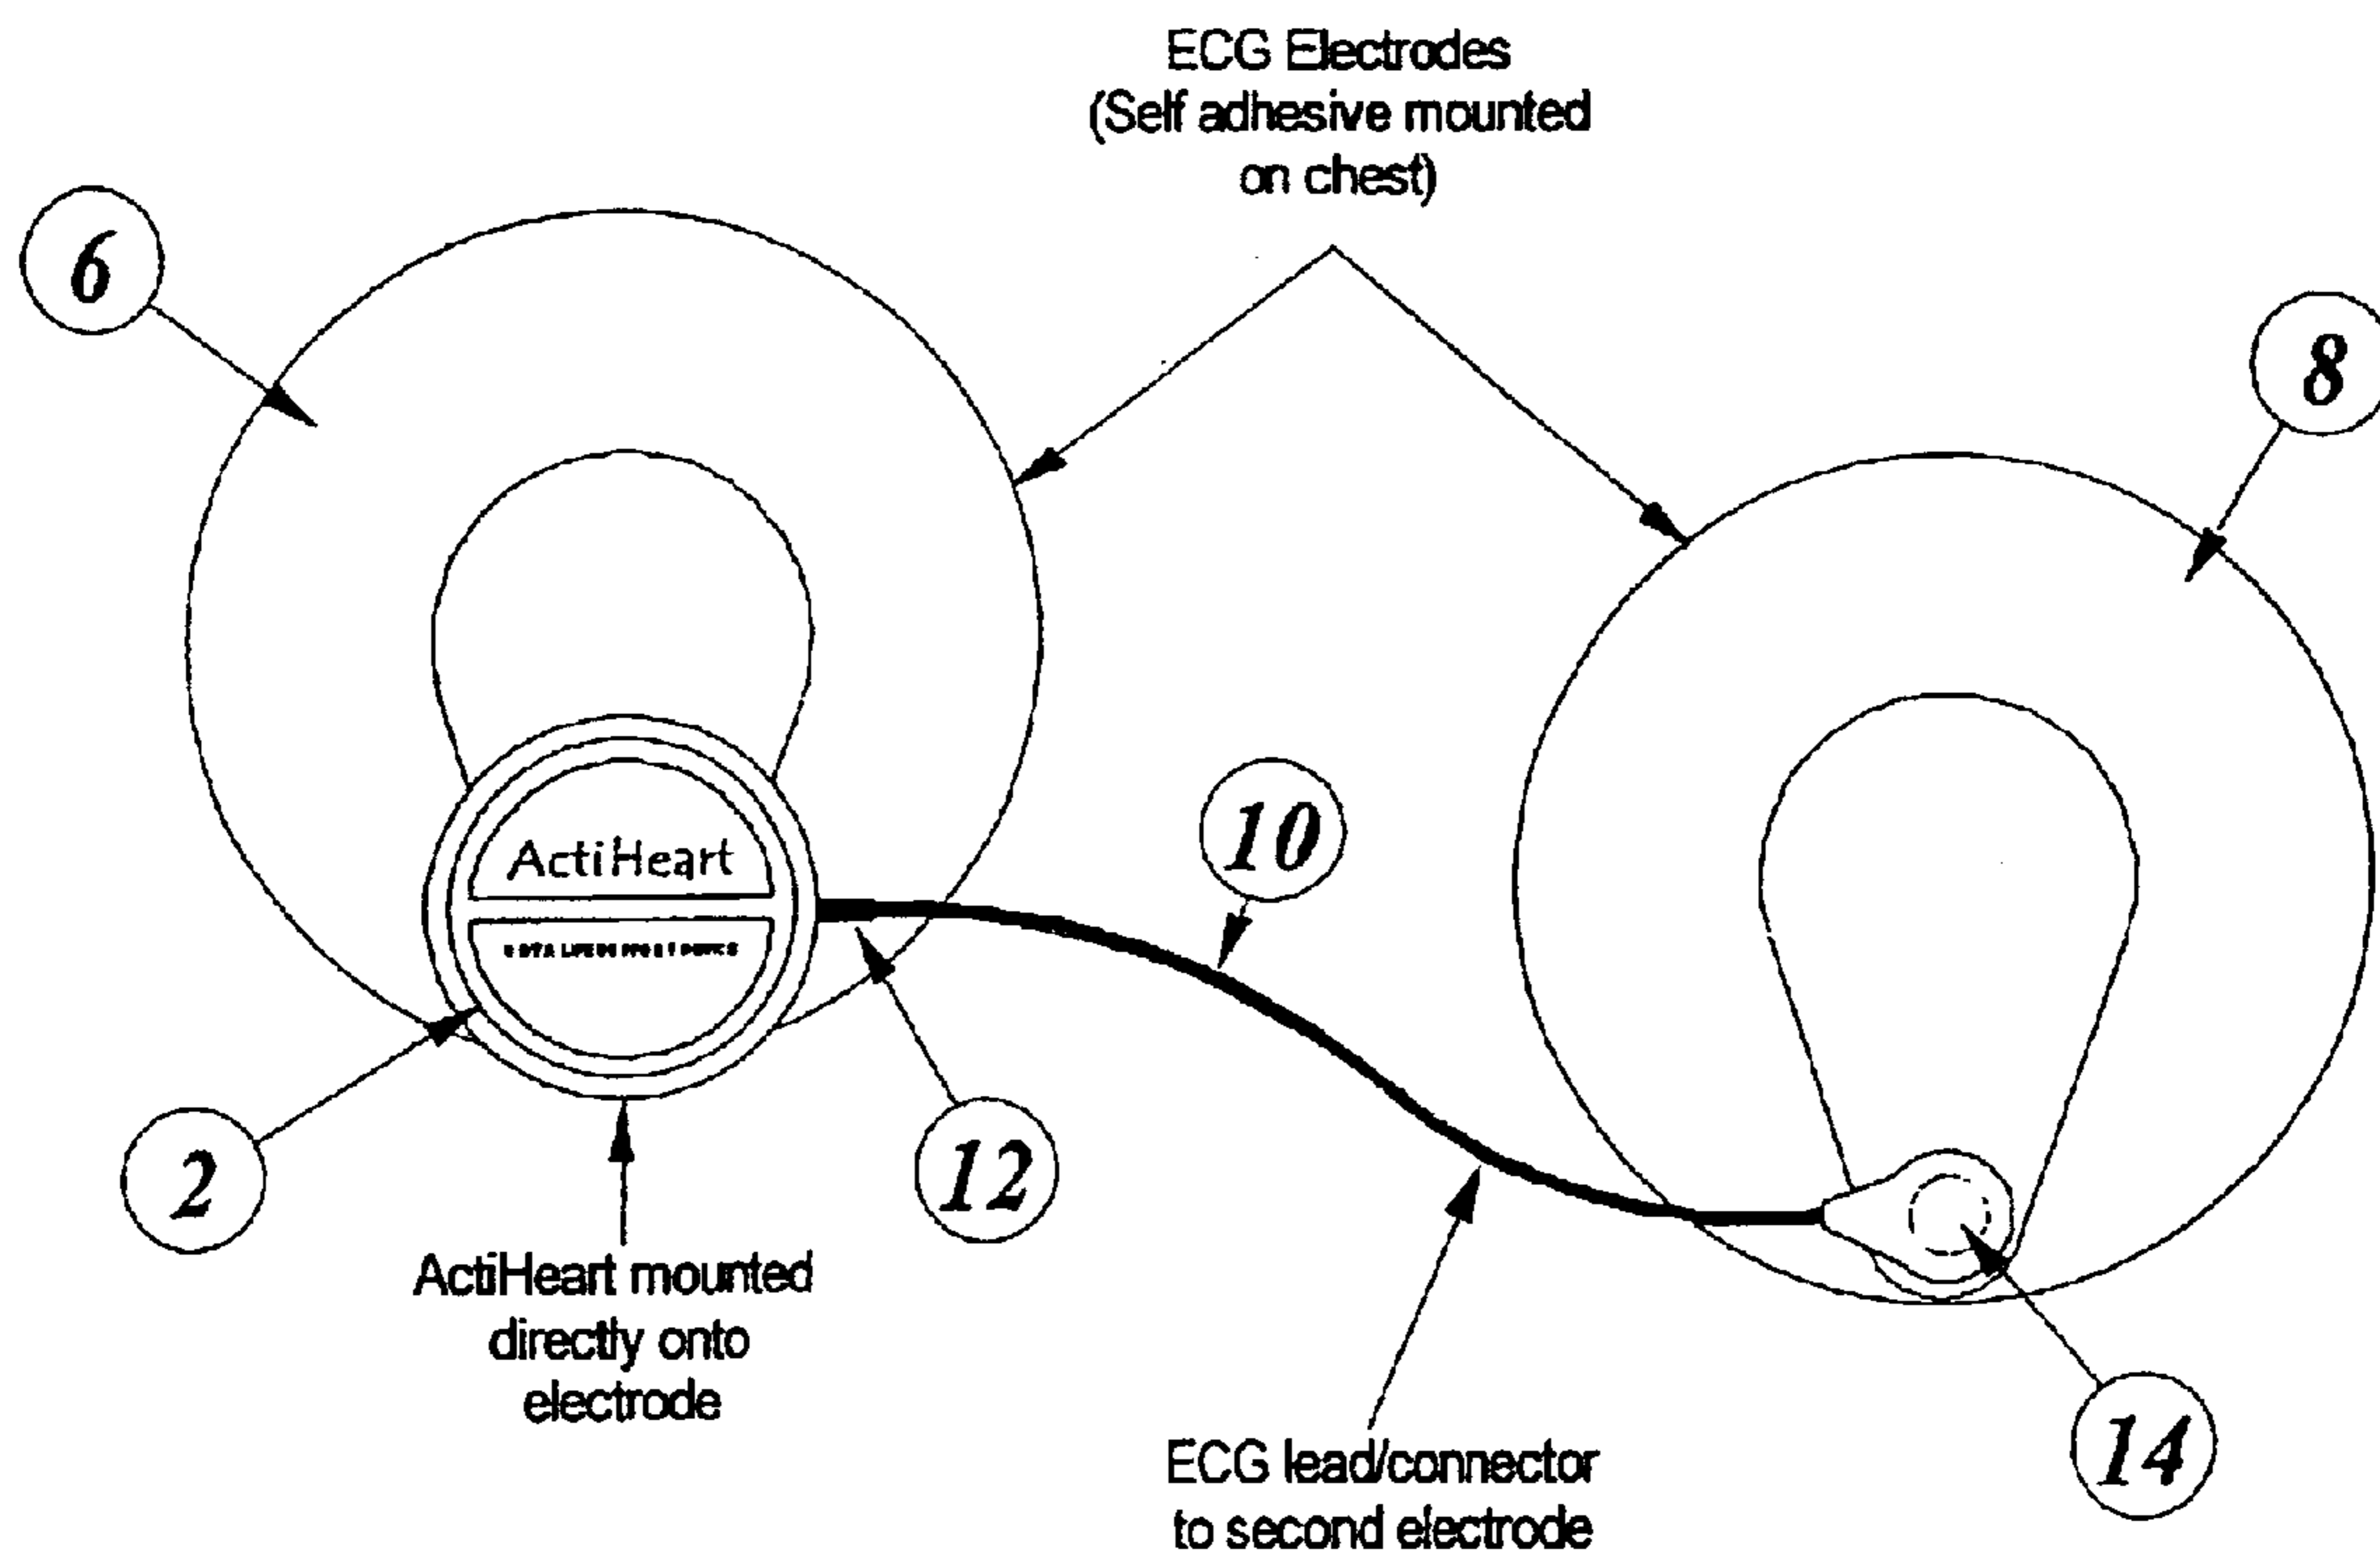 ECG Electrodes
(Self adhesive mounted
on chest)
6
8
10
ActiHeart
2
12
14
ActiHeart mounted
directly onto
electrode
ECG lead/connector
to second electrode